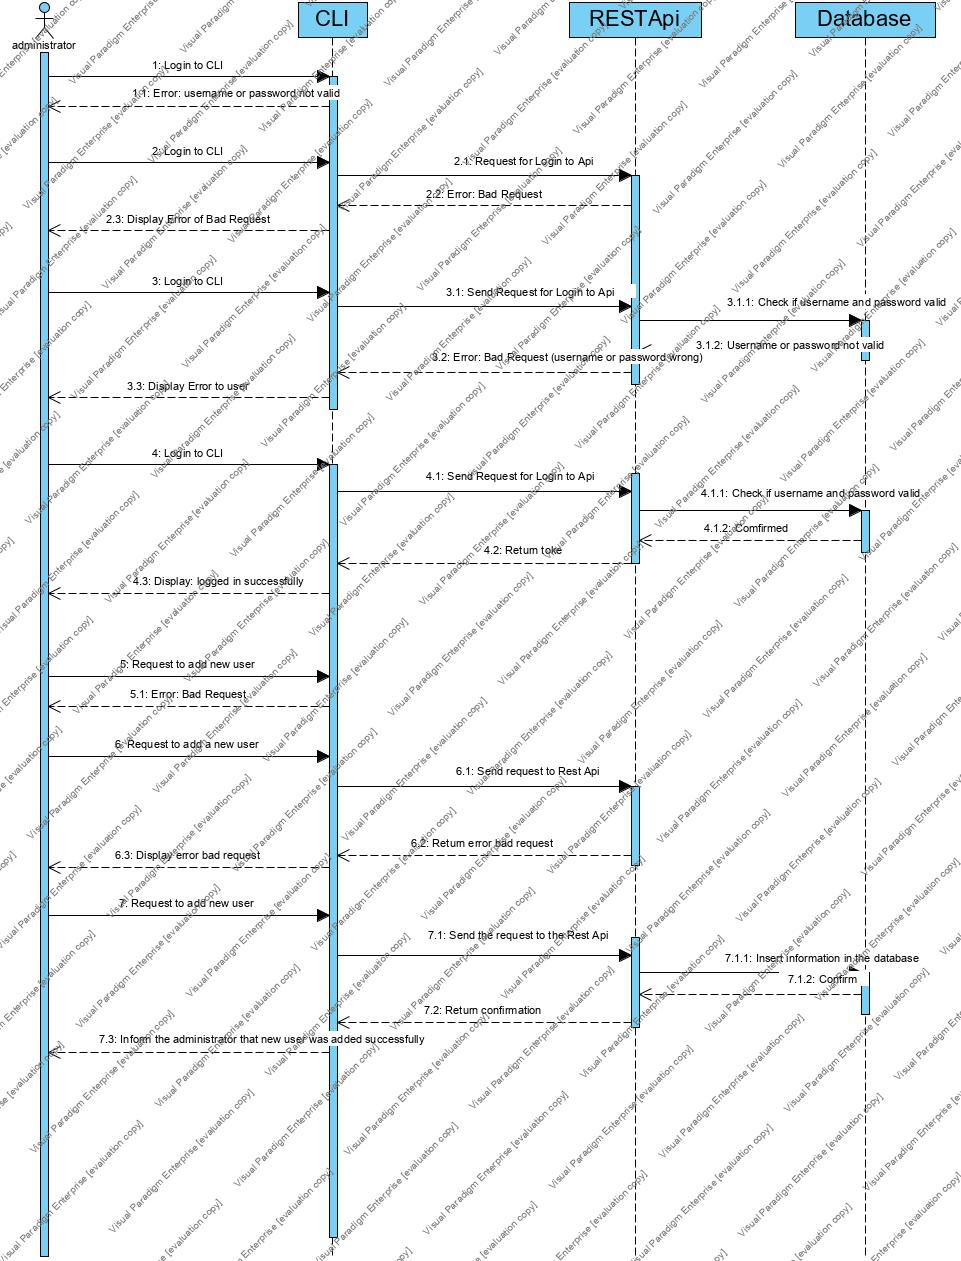 CLI
RESTApi
Database
administrator
1: Login to CLI
1.1: Error: username or password not valid
2: Login to CLI
2.1: Request for Login to Api
2.2: Error: Bad Request
2.3: Display Error of Bad Request
3: Login to CLI
3.1: Send Request for Login to Api
3.1.1: Check if username and password valid
3.1.2: Username or password not valid
3.2: Error: Bad Request (username or password wrong)
3.3: Display Error to user
4: Login to CLI
4.1: Send Request for Login to Api
4.1.1: Check if username and password valid
4.1.2: Comfirmed
4.2: Return toke
4.3: Display: logged in successfully
5: Request to add new user
5.1: Error: Bad Request
6: Request to add a new user
6.1: Send request to Rest Api
6.2: Return error bad request
6.3: Display error bad request
7: Request to add new user
7.1: Send the request to the Rest Api
7.1.1: Insert information in the database
7.1.2: Confirm
7.2: Return confirmation
7.3: Inform the administrator that new user was added successfully
Visual Paradigm Enterprise [evaluation copy]